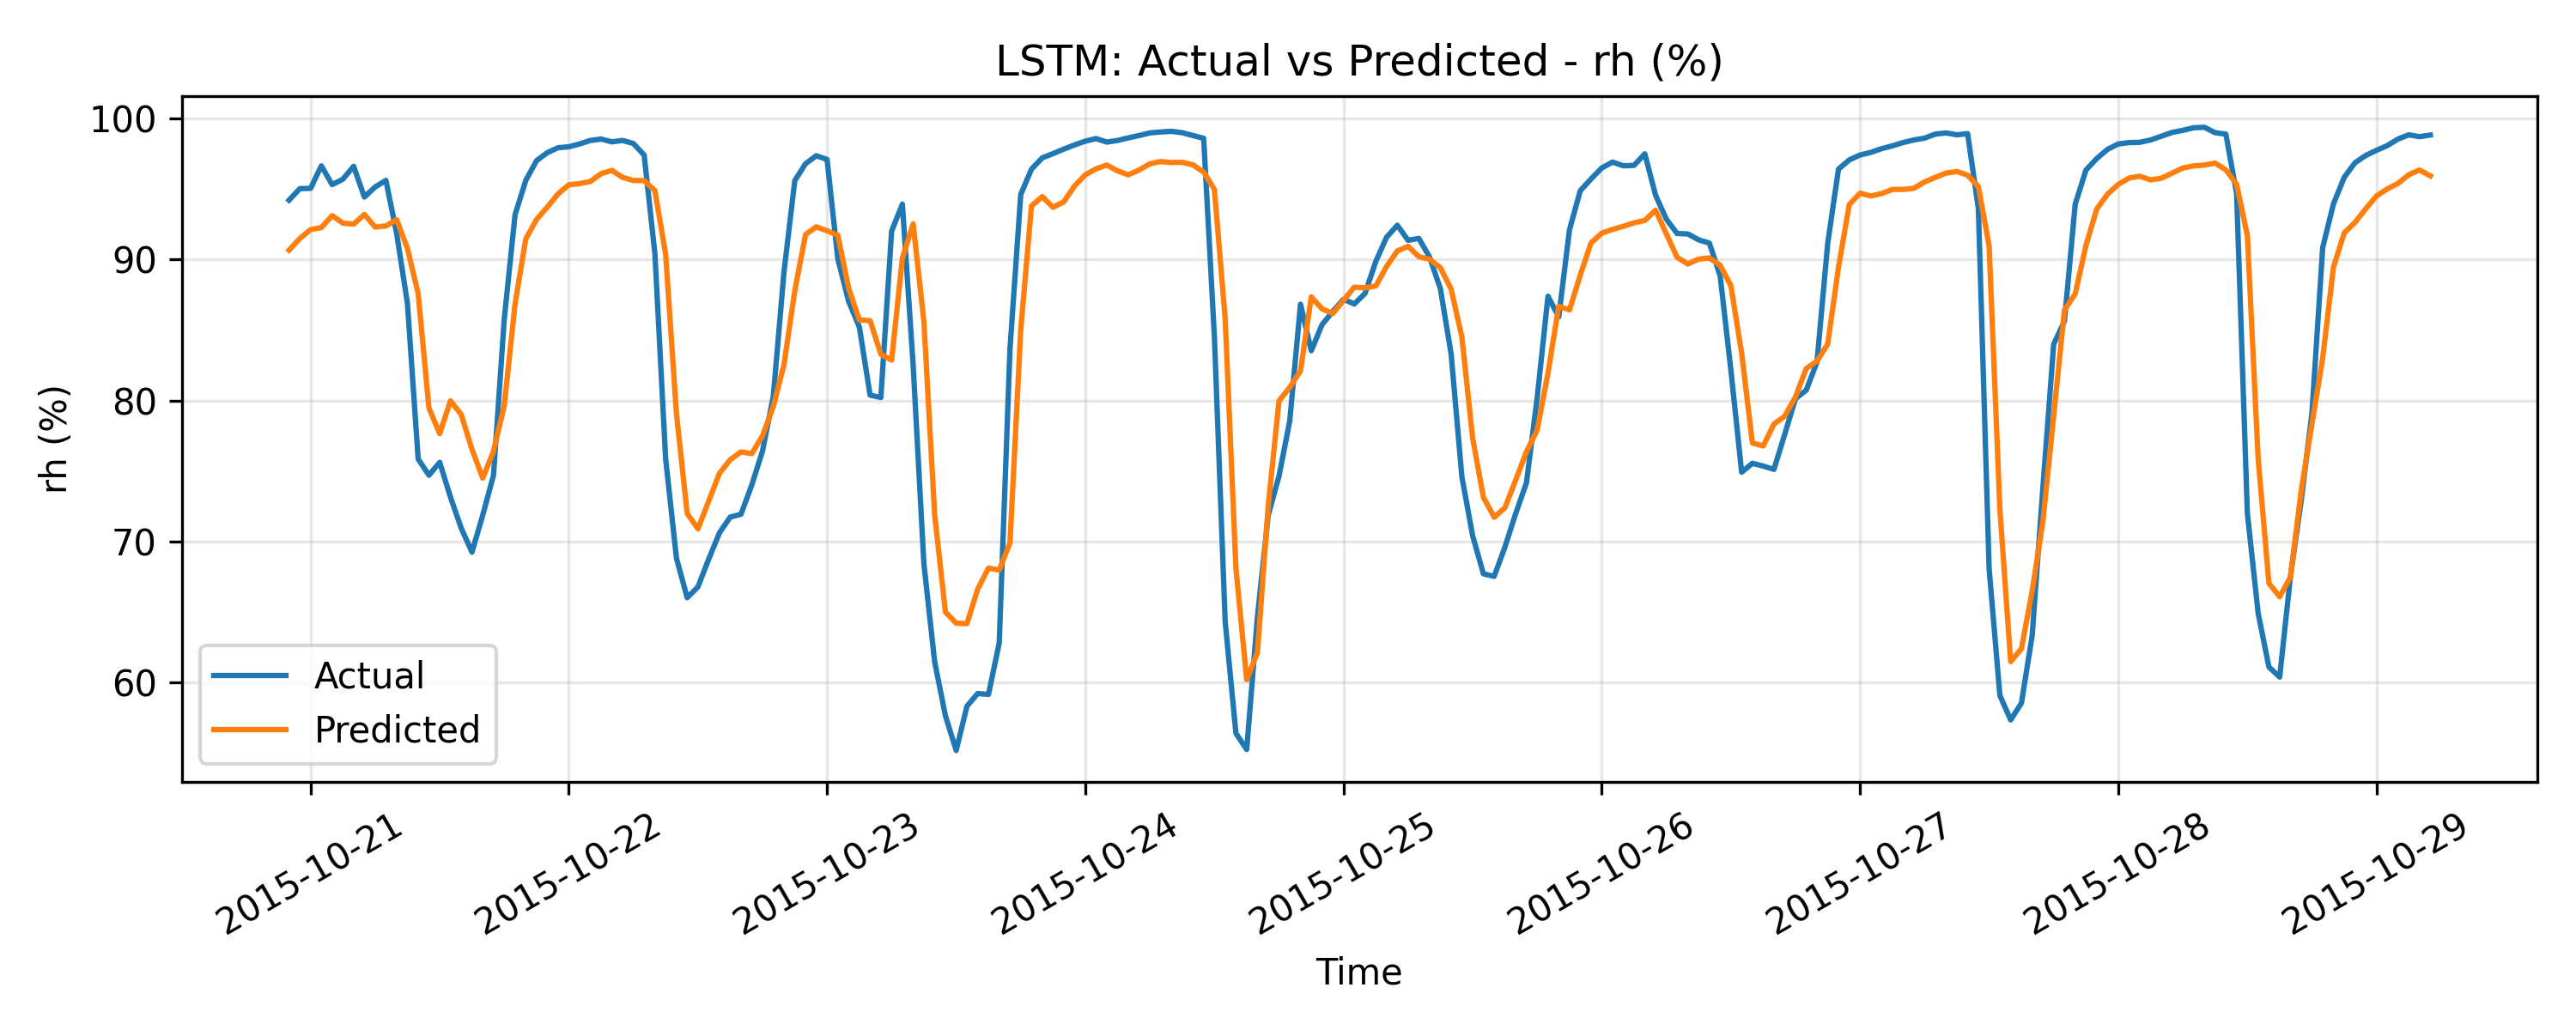 LSTM: Actual vs Predicted - rh (%)
100
90
80
70
60
rh (%)
Actual
Predicted
2015-10-21
2015-10-22
2015-10-23
2015-10-24
2015-10-25
2015-10-26
2015-10-27
2015-10-28
2015-10-29
Time